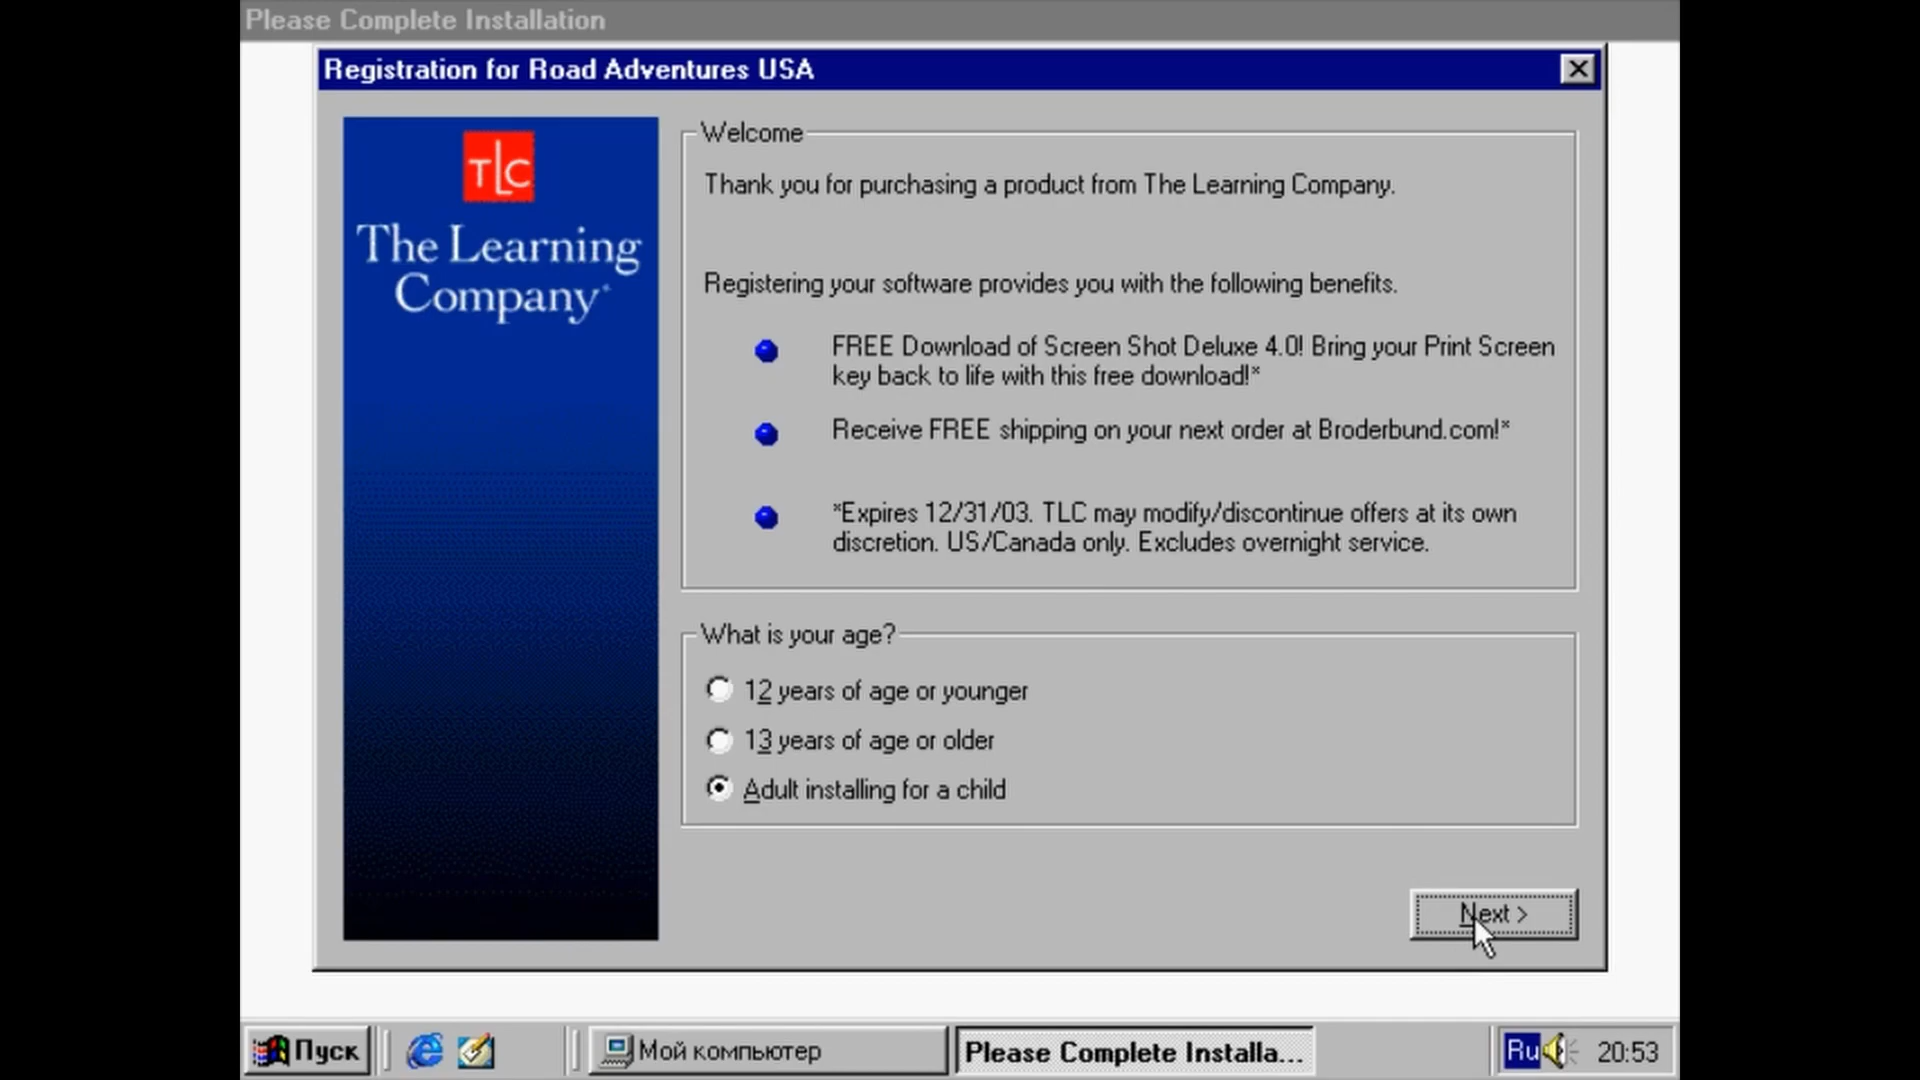 Please Complete Installation
Registration for Road Adventures USA
TLC
The Learning
Company*
Welcome
Thank you for purchasing a product from The Learning Company.
Registering your software provides you with the following benefits.
FREE Download of Screen Shot Deluxe 4.0! Bring your Print Screen
key back to life with this free download!*
Receive FREE shipping on your next order at Broderbund.com!*
*Expires 12/31/03. TLC may modify/discontinue offers at its own
discretion. US/Canada only. Excludes overnight service.
What is your age?
12 years of age or younger
13 years of age or older
Adult installing for a child
Next >
Пуск
Мой компьютер
Please Complete Installa...
Ru
20:53